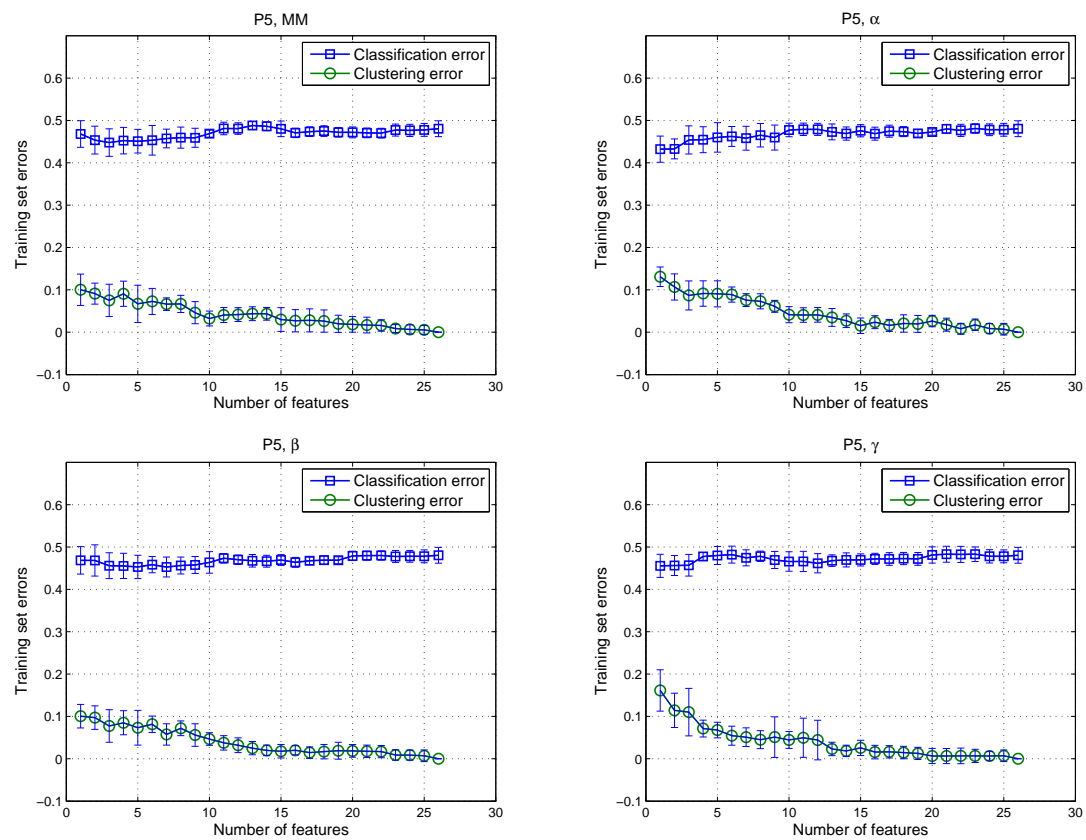 P5, MM
Classification error
Clustering error
0.6
0.5
0.4
0.3
0.2
0.1
0
−0.1
0 5 10 15 20 25 30
Number of features
Training set errors
P5, α
Classification error
Clustering error
0.6
0.5
0.4
0.3
0.2
0.1
0
−0.1
0 5 10 15 20 25 30
Number of features
Training set errors
P5, β
Classification error
Clustering error
0.6
0.5
0.4
0.3
0.2
0.1
0
−0.1
0 5 10 15 20 25 30
Number of features
Training set errors
P5, γ
Classification error
Clustering error
0.6
0.5
0.4
0.3
0.2
0.1
0
−0.1
0 5 10 15 20 25 30
Number of features
Training set errors